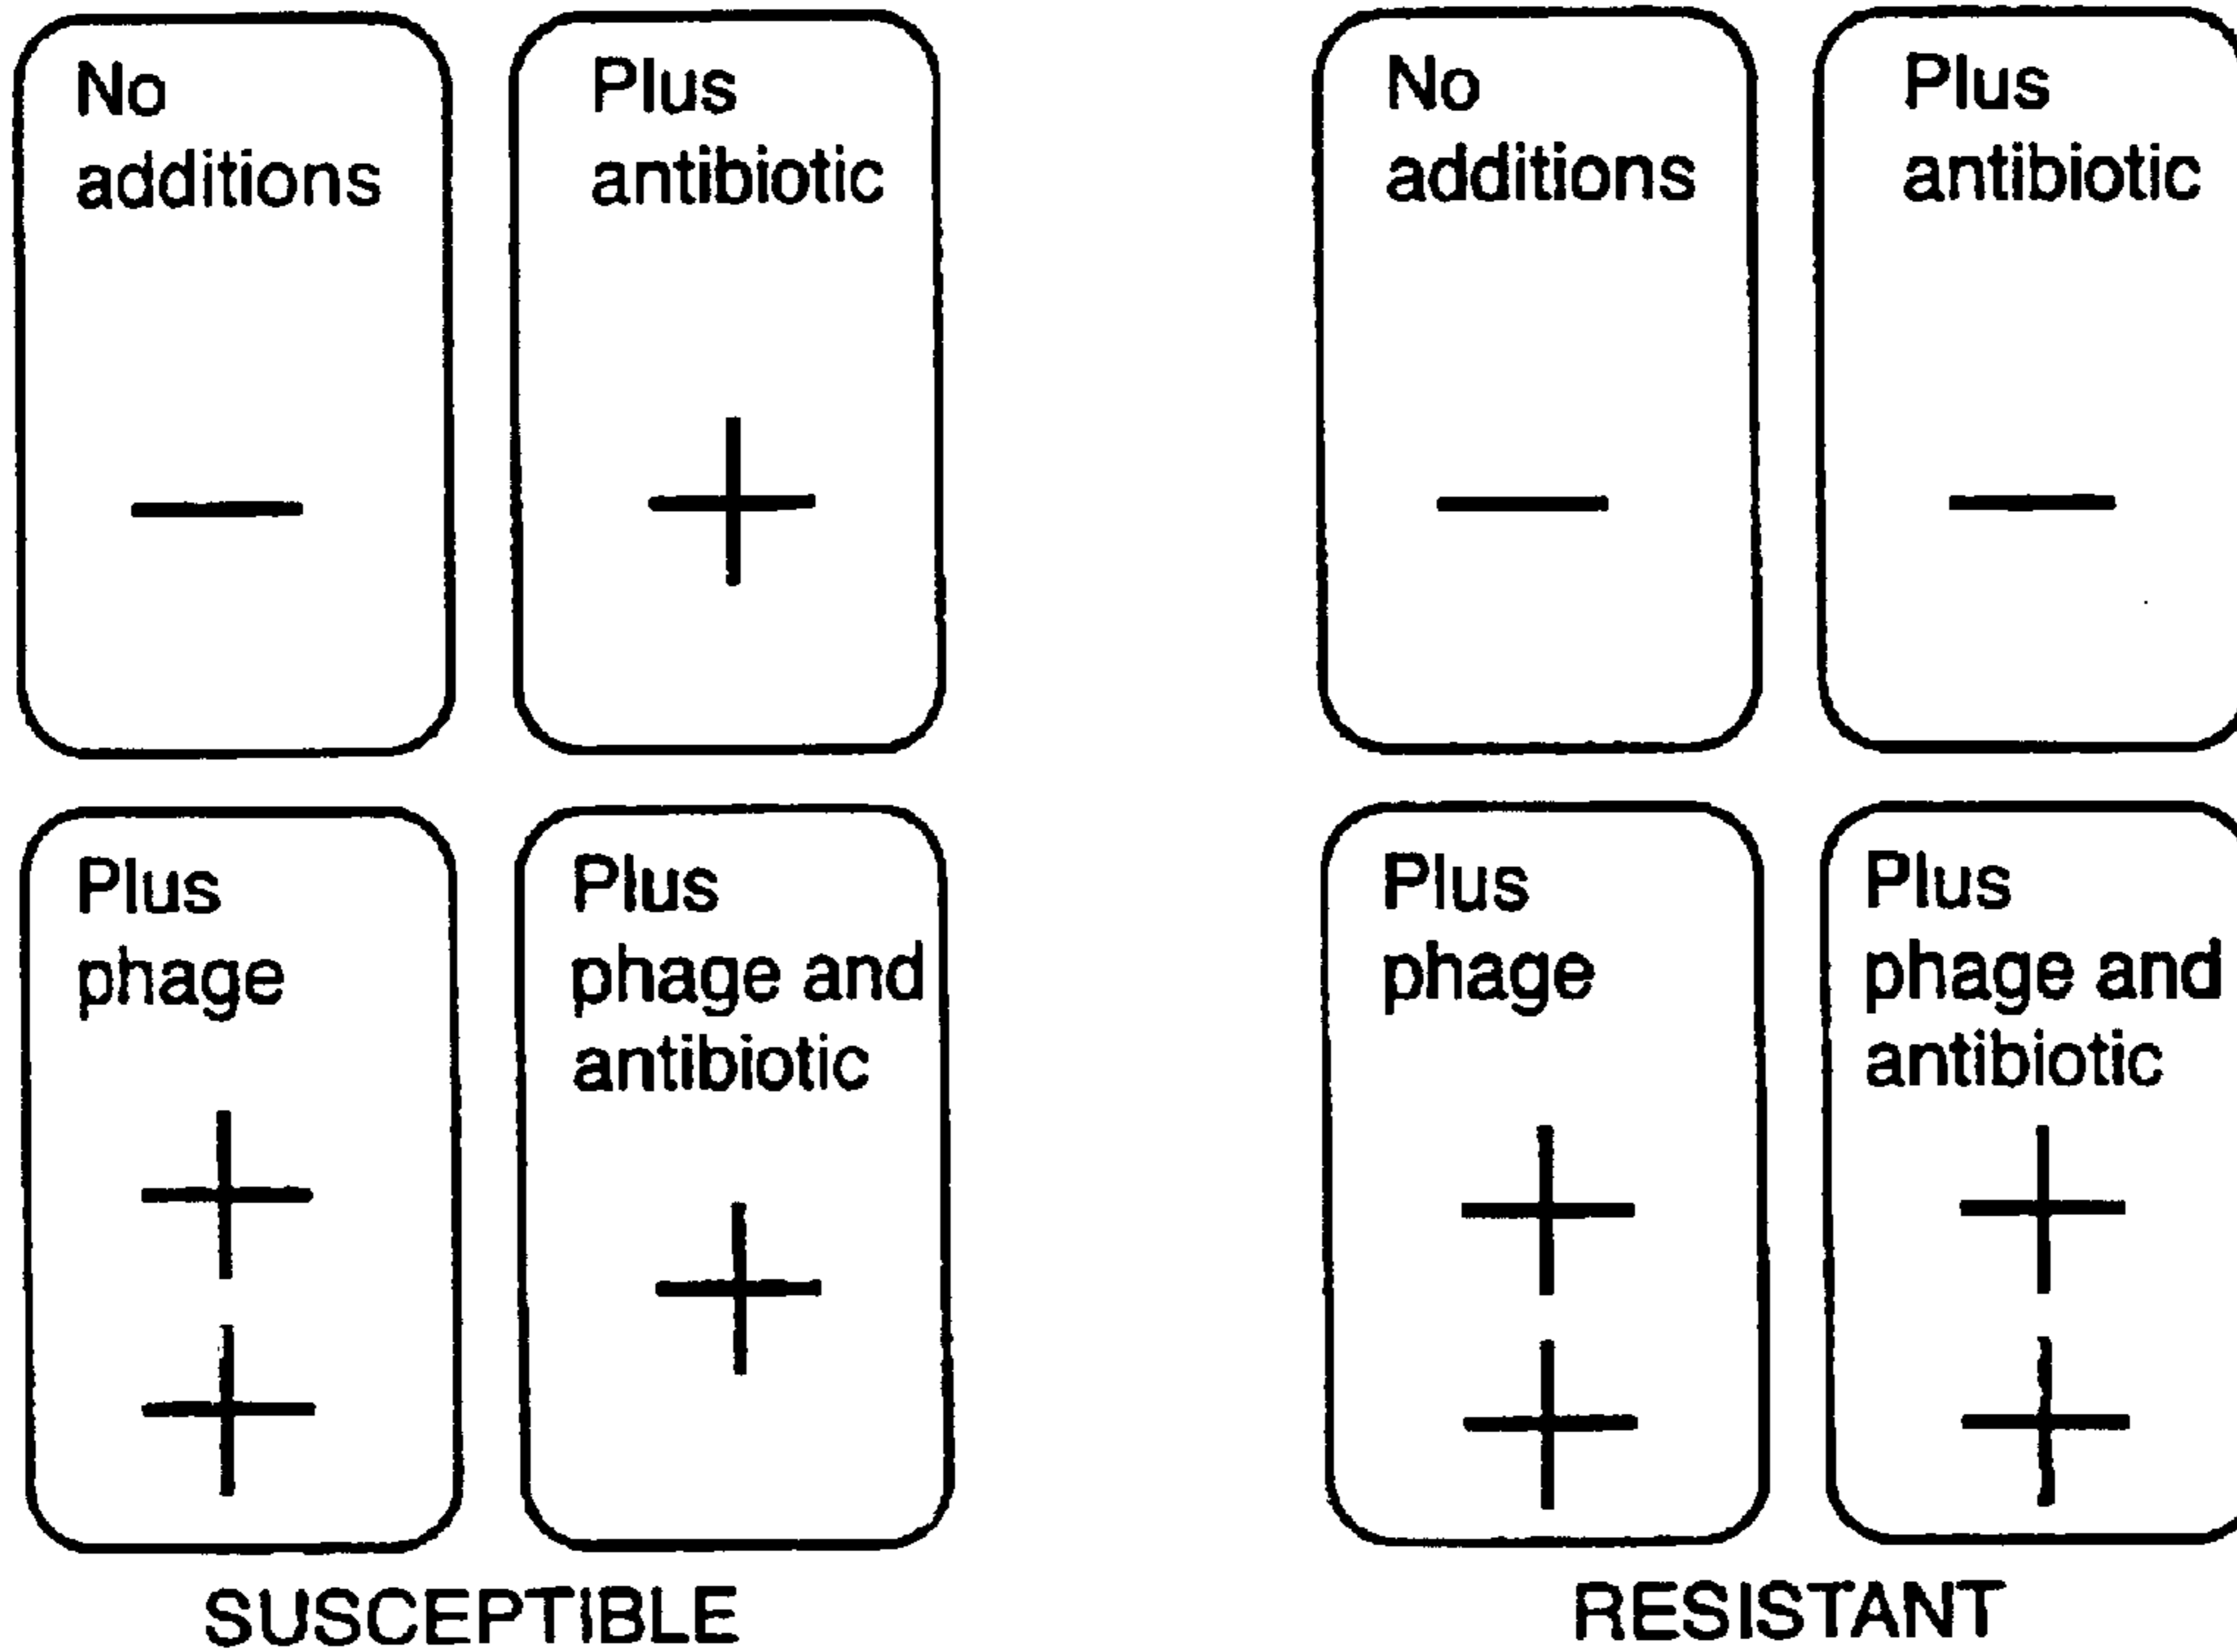 No
additions
Plus
antibiotic
No
additions
Plus
antibiotic
Plus
phage
Plus
phage and
antibiotic
Plus
phage
Plus
phage and
antibiotic
SUSCEPTIBLE
RESISTANT